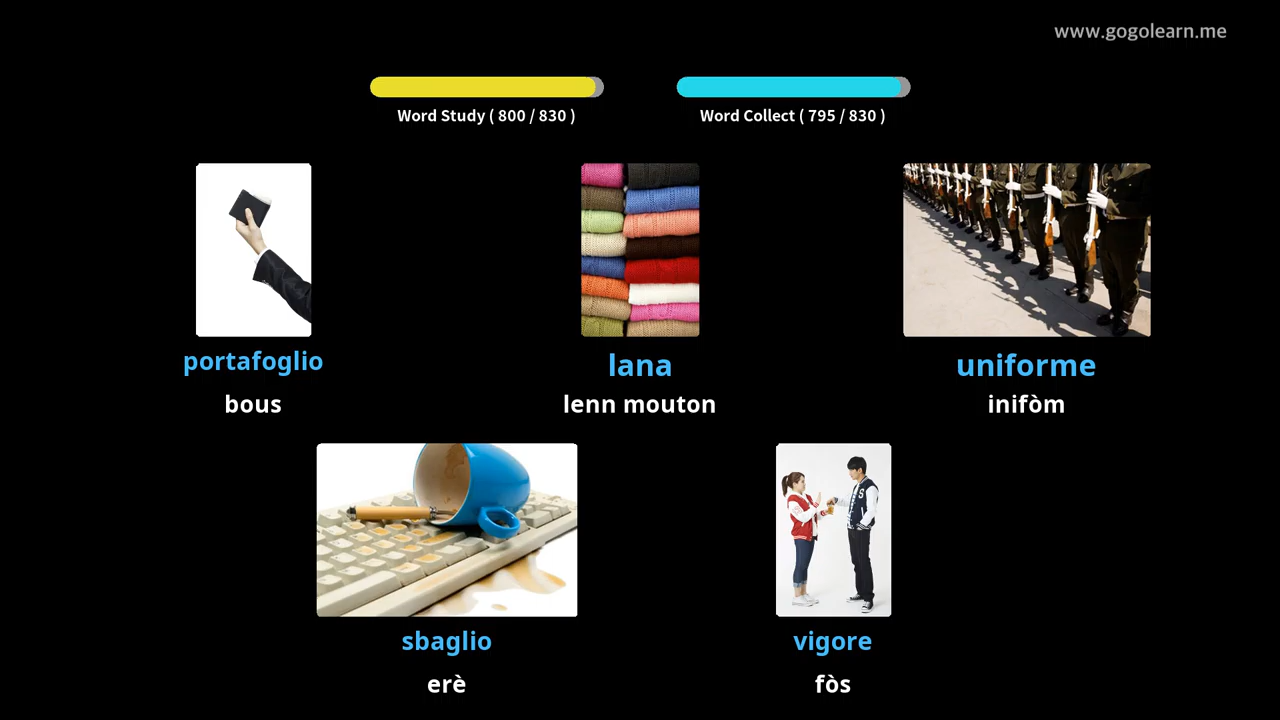 www.gogolearn.me
Word Study ( 800 / 830 )
Word Collect ( 795 / 830 )
portafoglio
lana
uniforme
bous
lenn mouton
inifòm
sbaglio
vigore
erè
fòs